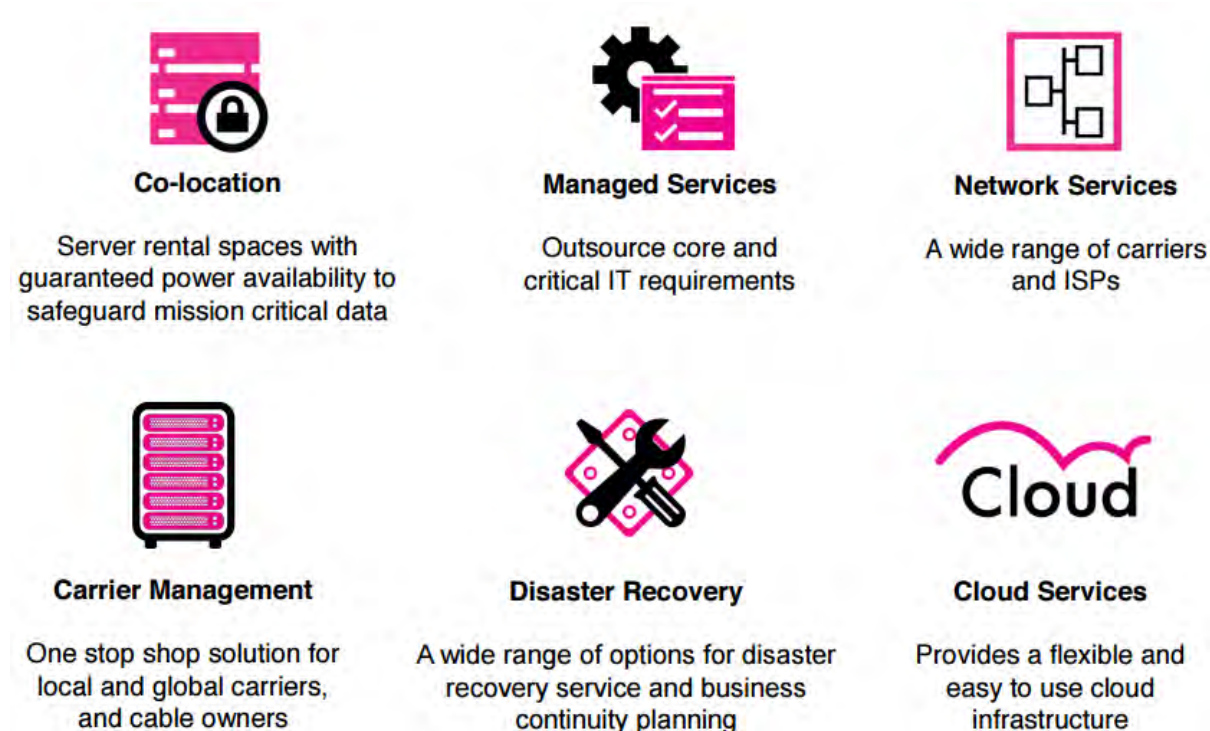 Co-location
Server rental spaces with
guaranteed power availability to
safeguard mission critical data
Managed Services
Outsource core and
critical IT requirements
Network Services
A wide range of carriers
and ISPs
Carrier Management
One stop shop solution for
local and global carriers,
and cable owners
Disaster Recovery
A wide range of options for disaster
recovery service and business
continuity planning
Cloud
Cloud Services
Provides a flexible and
easy to use cloud
infrastructure